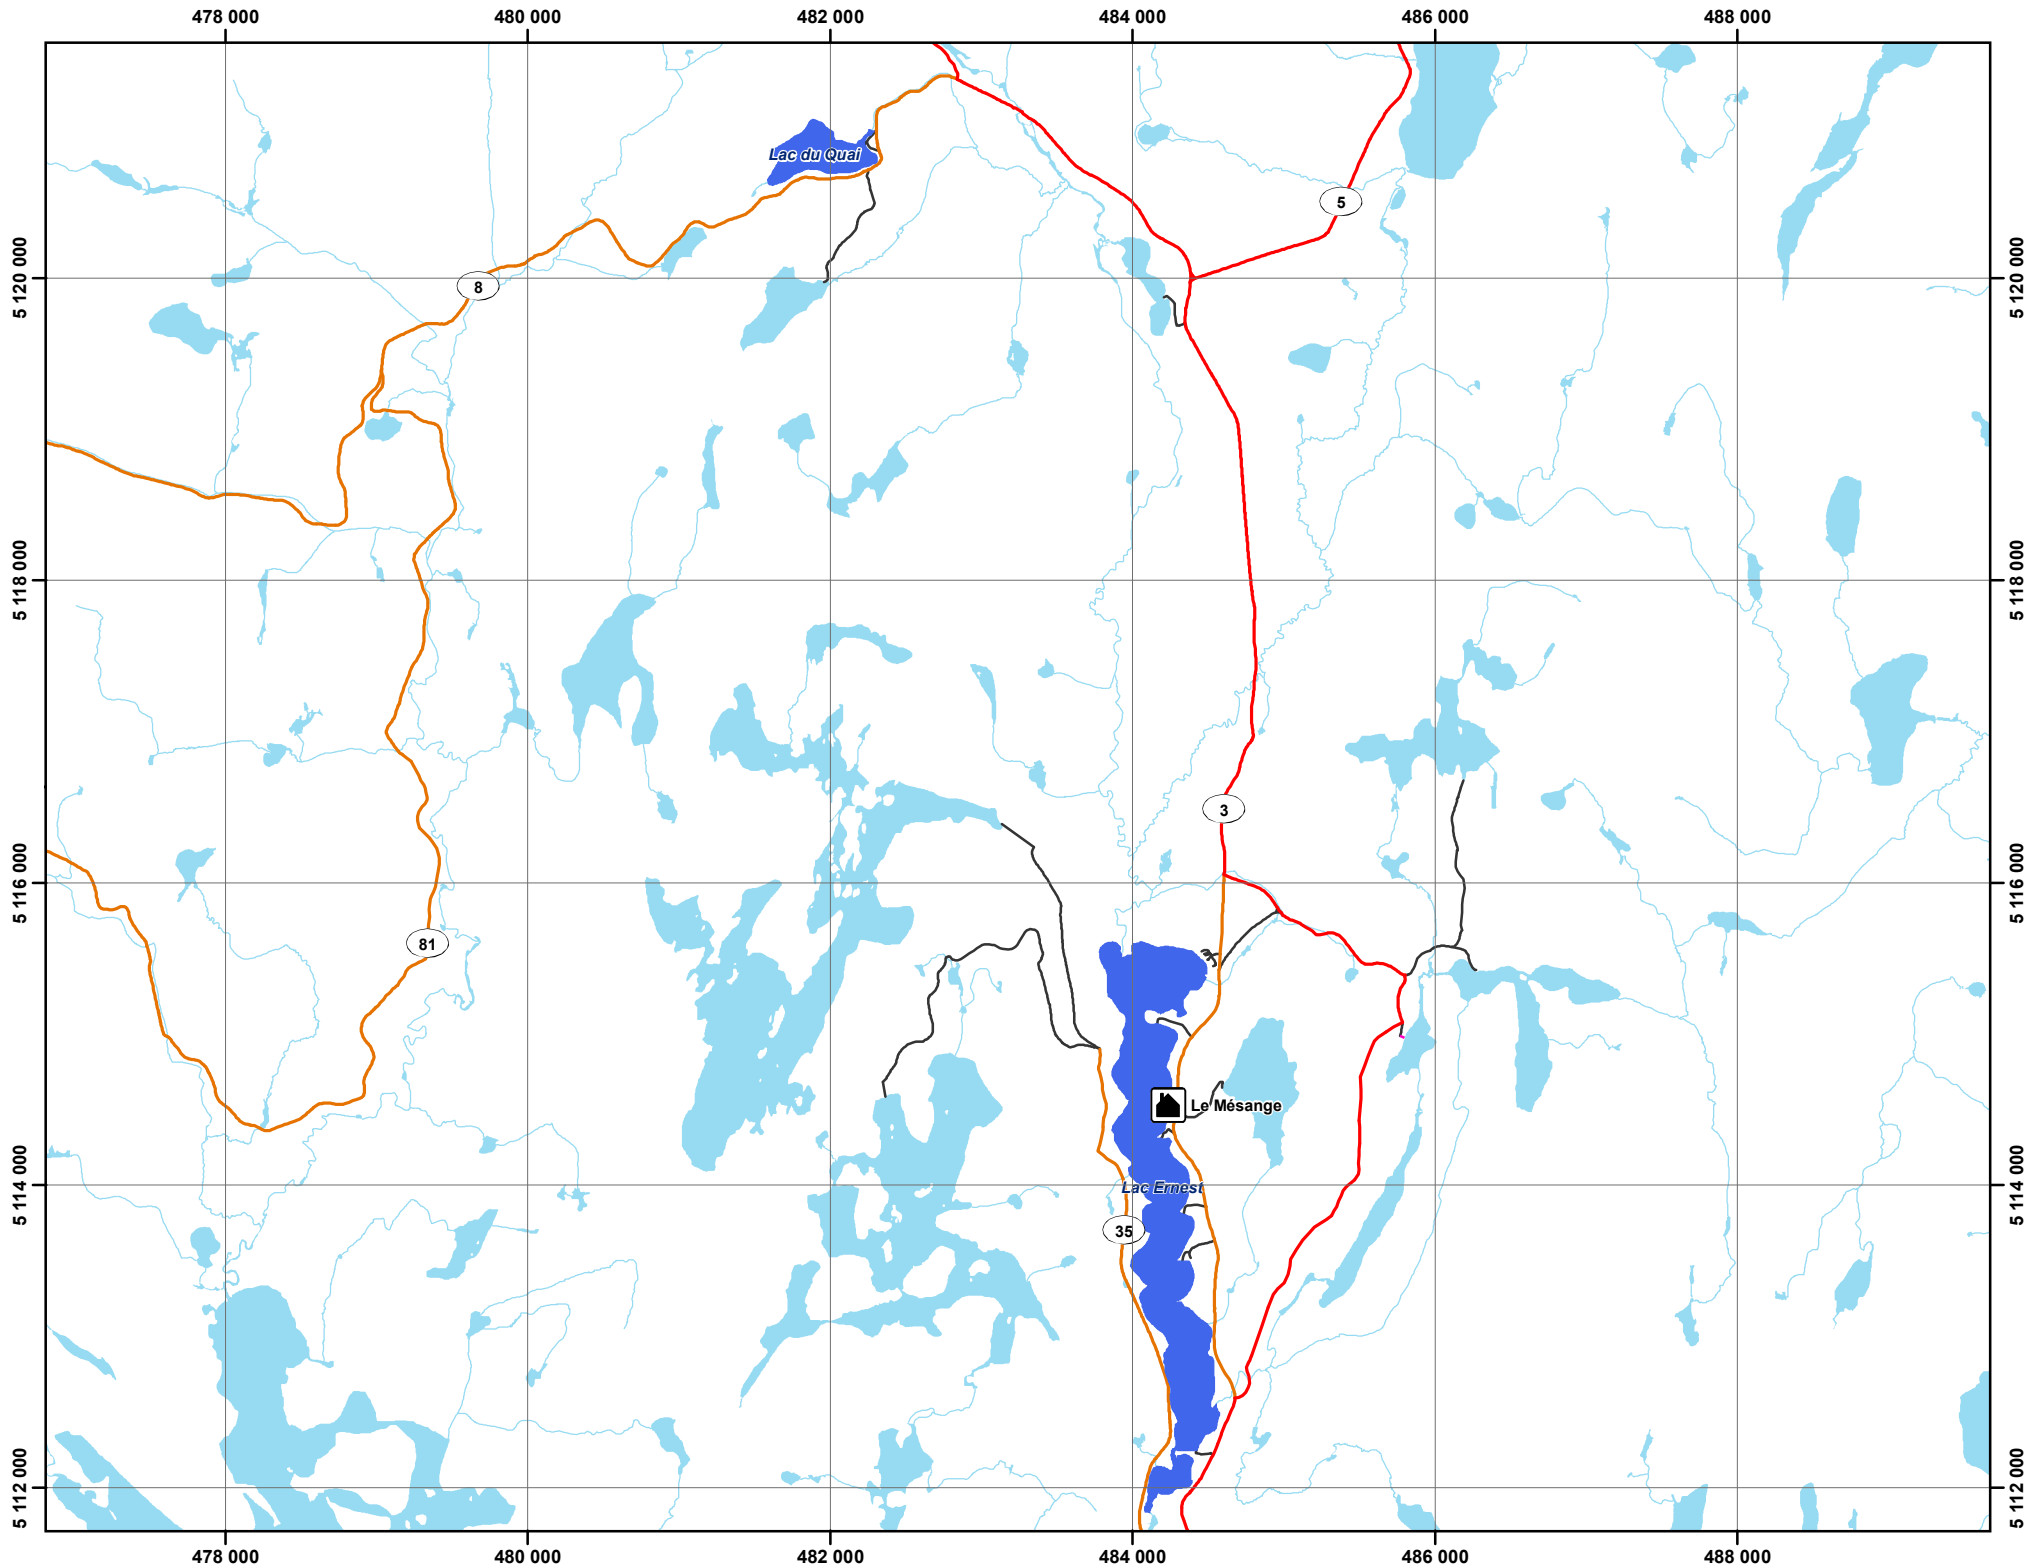 478 000 480 000 482 000 484 000 486 000 488 000
Lac du Quai
5
5 120 000 5 120 000
8
5 118 000 5 118 000
3
5 116 000 5 116 000
81
Le Mésange
Lac Ernest
5 114 000 5 114 000
35
5 112 000 5 112 000
478 000 480 000 482 000 484 000 486 000 488 000